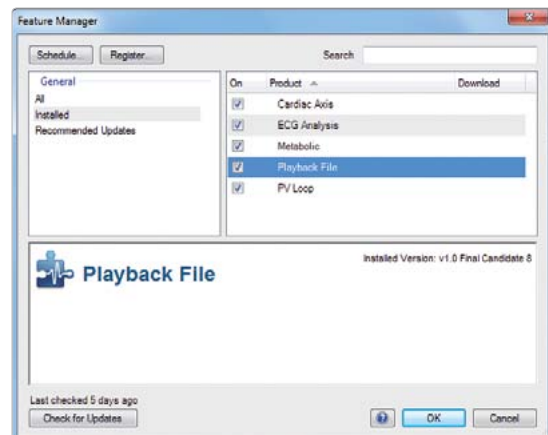 Feature Manager
Schedule... Register... Search
General
All
Installed
Recommended Updates
On Product Download
Cardiac Axis
ECG Analysis
Metabolic
Playback File
PV Loop
Playback File
Installed Version: v1.0 Final Candidate 8
Last checked 5 days ago
Check for Updates OK Cancel